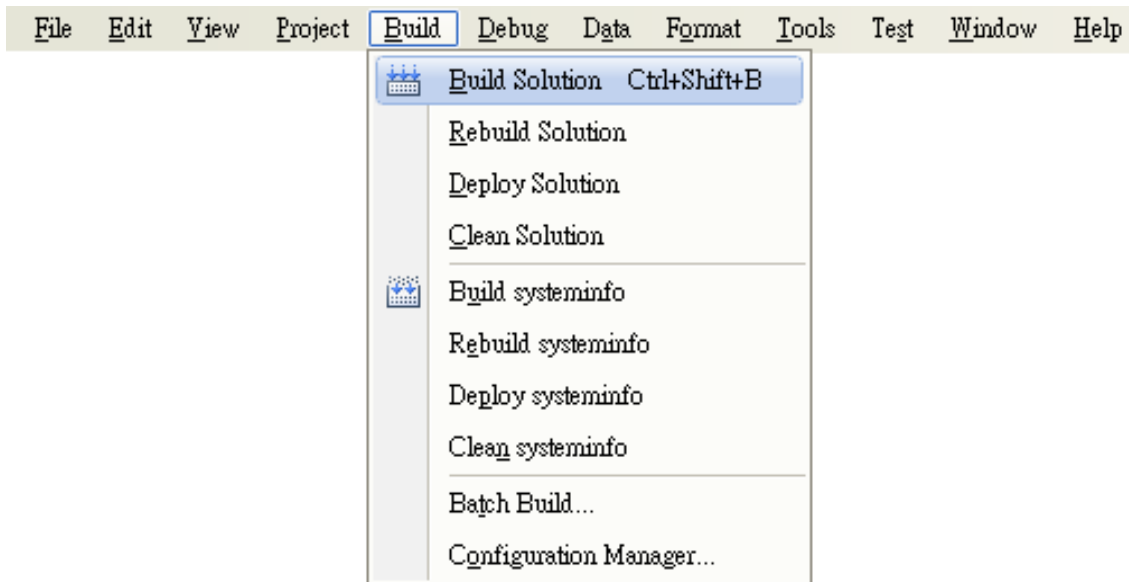 File Edit View Project Build Debug Data Format Tools Test Window Help
Build Solution Ctrl+Shift+B
Rebuild Solution
Deploy Solution
Clean Solution
Build systeminfo
Rebuild systeminfo
Deploy systeminfo
Clean systeminfo
Batch Build...
Configuration Manager...